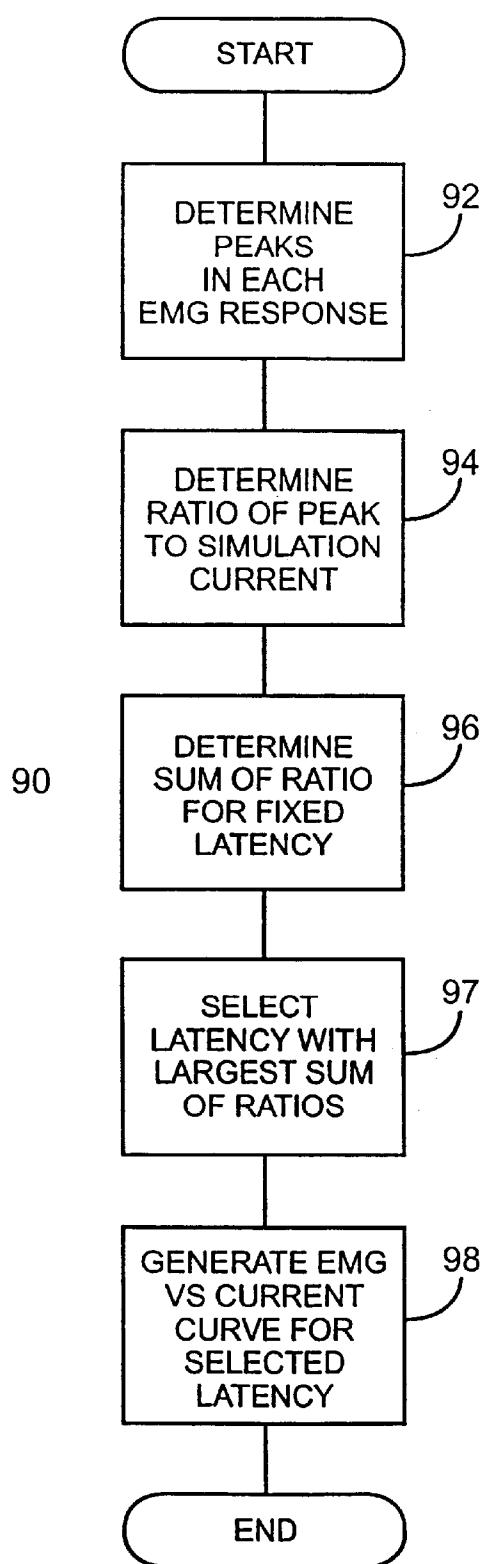 START
92
DETERMINE
PEAKS
IN EACH
EMG RESPONSE
94
DETERMINE
RATIO OF PEAK
TO SIMULATION
CURRENT
96
90
DETERMINE
SUM OF RATIO
FOR FIXED
LATENCY
97
SELECT
LATENCY WITH
LARGEST SUM
OF RATIOS
98
GENERATE EMG
VS CURRENT
CURVE FOR
SELECTED
LATENCY
END